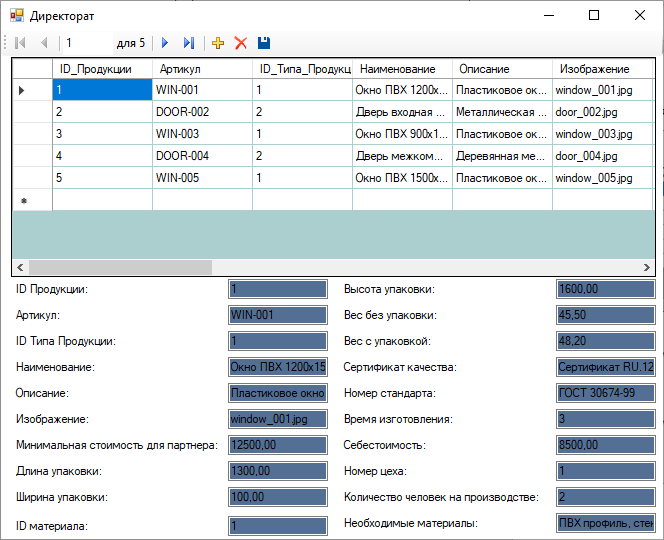 Директорат
1 для 5
ID_Продукции Артикул ID_Типа_Продукц Наименование Описание Изображение
1 WIN-001 1 Окно ПВХ 1200x... Пластиковое ок... window_001.jpg
2 DOOR-002 2 Дверь входная ... Металлическая ... door_002.jpg
3 WIN-003 1 Окно ПВХ 900x1... Пластиковое ок... window_003.jpg
4 DOOR-004 2 Дверь межком... Деревянная ме... door_004.jpg
5 WIN-005 1 Окно ПВХ 1500x... Пластиковое ок... window_005.jpg
ID Продукции: 1 Высота упаковки: 1600,00
Артикул: WIN-001 Вес без упаковки: 45,50
ID Типа Продукции: 1 Вес с упаковкой: 48,20
Наименование: Окно ПВХ 1200x15 Сертификат качества: Сертификат RU.12
Описание: Пластиковое окно Номер стандарта: ГОСТ 30674-99
Изображение: window_001.jpg Время изготовления: 3
Минимальная стоимость для партнера: 12500,00 Себестоимость: 8500,00
Длина упаковки: 1300,00 Номер цеха: 1
Ширина упаковки: 100,00 Количество человек на производстве: 2
ID материала: 1 Необходимые материалы: ПВХ профиль, стек